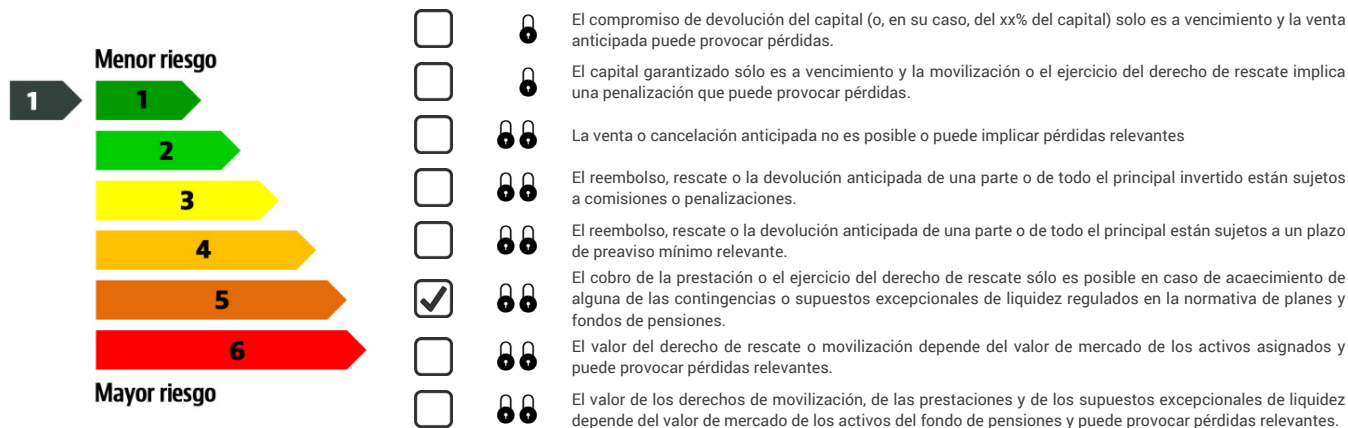 Menor riesgo
1
1
2
3
4
5
6
Mayor riesgo
El compromiso de devolución del capital (o, en su caso, del xx% del capital) solo es a vencimiento y la venta
anticipada puede provocar pérdidas.
El capital garantizado sólo es a vencimiento y la movilización o el ejercicio del derecho de rescate implica
una penalización que puede provocar pérdidas.
La venta o cancelación anticipada no es posible o puede implicar pérdidas relevantes
El reembolso, rescate o la devolución anticipada de una parte o de todo el principal invertido están sujetos
a comisiones o penalizaciones.
El reembolso, rescate o la devolución anticipada de una parte o de todo el principal están sujetos a un plazo
de preaviso mínimo relevante.
El cobro de la prestación o el ejercicio del derecho de rescate sólo es posible en caso de acaecimiento de
alguna de las contingencias o supuestos excepcionales de liquidez regulados en la normativa de planes y
fondos de pensiones.
El valor del derecho de rescate o movilización depende del valor de mercado de los activos asignados y
puede provocar pérdidas relevantes.
El valor de los derechos de movilización, de las prestaciones y de los supuestos excepcionales de liquidez
depende del valor de mercado de los activos del fondo de pensiones y puede provocar pérdidas relevantes.